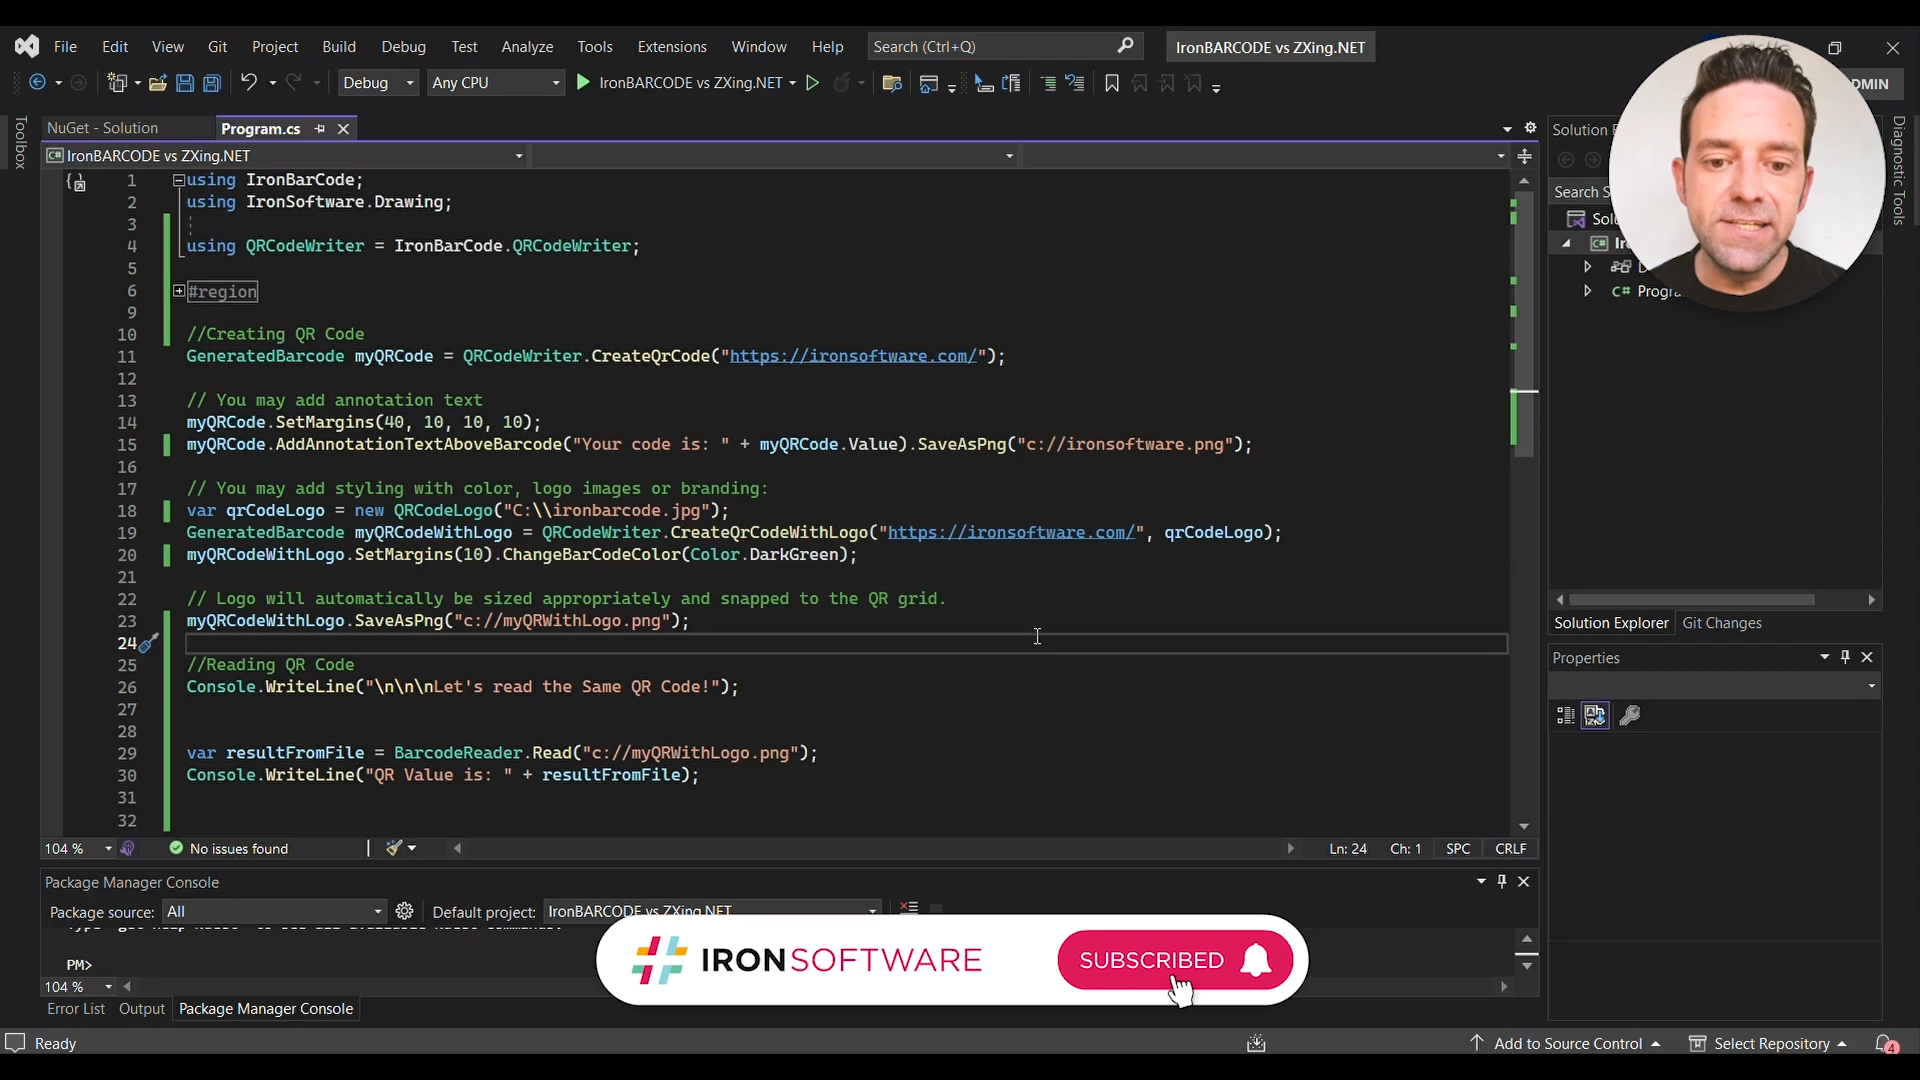 File Edit View Git Project Build Debug Test Analyze Tools Extensions Window Help Search (Ctrl+Q) IronBARCODE vs ZXing.NET
Debug Any CPU IronBARCODE vs ZXing.NET DMIN
Toolbox
NuGet - Solution Program.cs
IronBARCODE vs ZXing.NET
1 using IronBarCode;
2 using IronSoftware.Drawing;
3
4 using QRCodeWriter = IronBarCode.QRCodeWriter;
5
6 #region
9
10 //Creating QR Code
11 GeneratedBarcode myQRCode = QRCodeWriter.CreateQrCode("https://ironsoftware.com/");
12
13 // You may add annotation text
14 myQRCode.SetMargins(40, 10, 10, 10);
15 myQRCode.AddAnnotationTextAboveBarcode("Your code is: " + myQRCode.Value).SaveAsPng("c://ironsoftware.png");
16
17 // You may add styling with color, logo images or branding:
18 var qrCodeLogo = new QRCodeLogo("C:\\ironbarcode.jpg");
19 GeneratedBarcode myQRCodeWithLogo = QRCodeWriter.CreateQrCodeWithLogo("https://ironsoftware.com/", qrCodeLogo);
20 myQRCodeWithLogo.SetMargins(10).ChangeBarCodeColor(Color.DarkGreen);
21
22 // Logo will automatically be sized appropriately and snapped to the QR grid.
23 myQRCodeWithLogo.SaveAsPng("c://myQRWithLogo.png");
24
25 //Reading QR Code
26 Console.WriteLine("\n\n\nLet's read the Same QR Code!");
27
28
29 var resultFromFile = BarcodeReader.Read("c://myQRWithLogo.png");
30 Console.WriteLine("QR Value is: " + resultFromFile);
31
32
104 % No issues found Ln: 24 Ch: 1 SPC CRLF
Package Manager Console
Package source: All Default project: IronBARCODE vs ZXing.NET
PM>
104 %
Error List Output Package Manager Console
IRONSOFTWARE SUBSCRIBED
Solution
Search S
Solu
Progra
Solution Explorer Git Changes
Properties
Diagnostic Tools
Ready Add to Source Control Select Repository 4